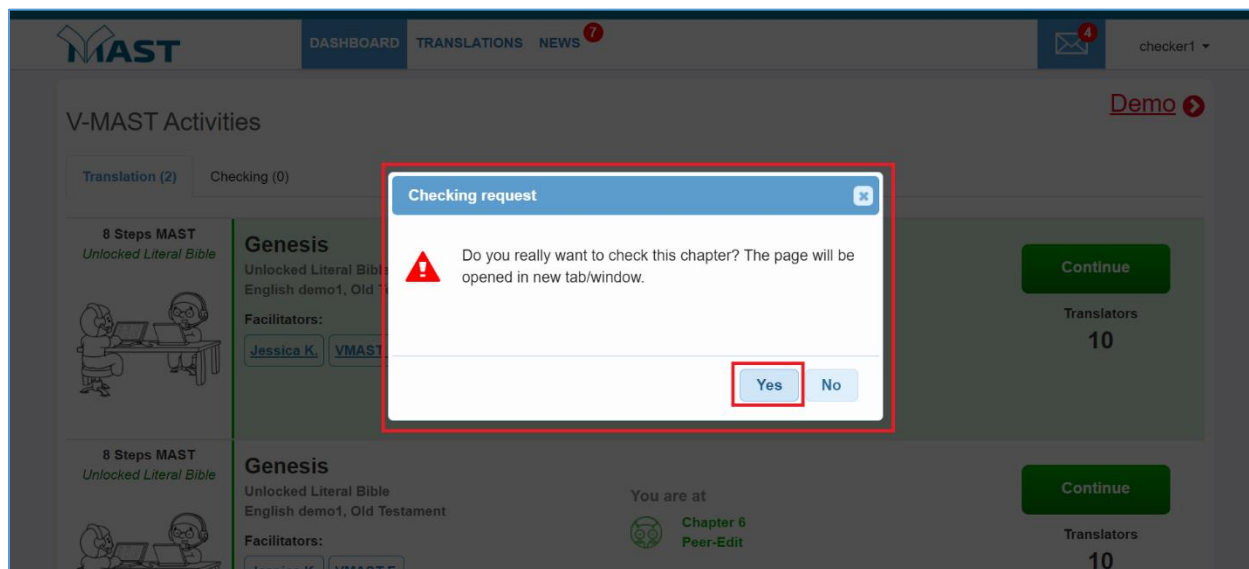 MAST
DASHBOARD TRANSLATIONS NEWS 7
4
checker1
Demo
V-MAST Activities
Translation (2) Checking (0)
Checking request
Do you really want to check this chapter? The page will be
opened in new tab/window.
Yes No
8 Steps MAST
Unlocked Literal Bible
Genesis
Unlocked Literal Bible
English demo1, Old
Facilitators:
Jessica K. VMAST
Continue
Translators
10
8 Steps MAST
Unlocked Literal Bible
Genesis
Unlocked Literal Bible
English demo1, Old Testament
Facilitators:
Jessica K. VMAST
You are at
Chapter 6
Peer-Edit
Continue
Translators
10